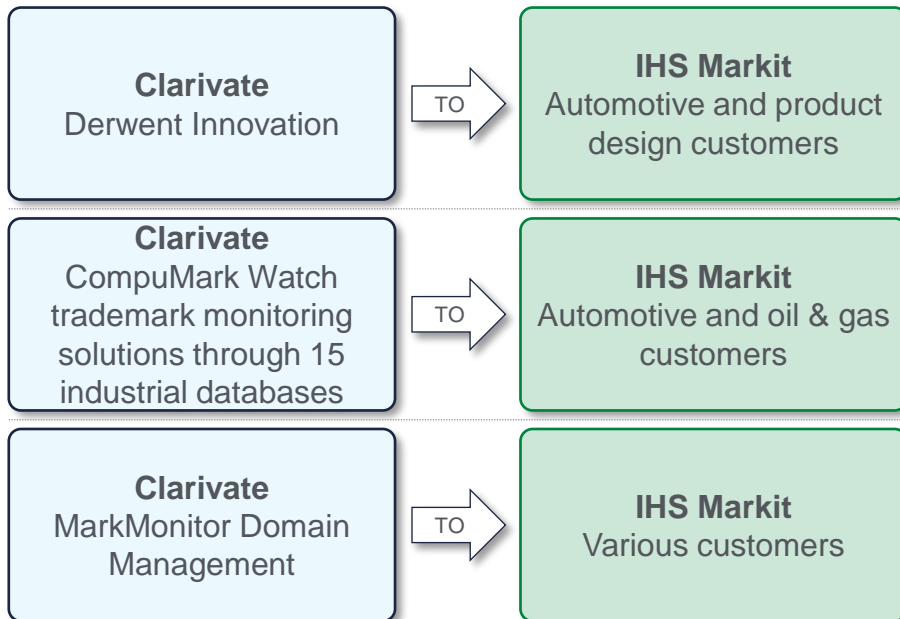 Clarivate
Derwent Innovation
TO
IHS Markit
Automotive and product
design customers
Clarivate
CompuMark Watch
trademark monitoring
solutions through 15
industrial databases
TO
IHS Markit
Automotive and oil & gas
customers
Clarivate
MarkMonitor Domain
Management
TO
IHS Markit
Various customers